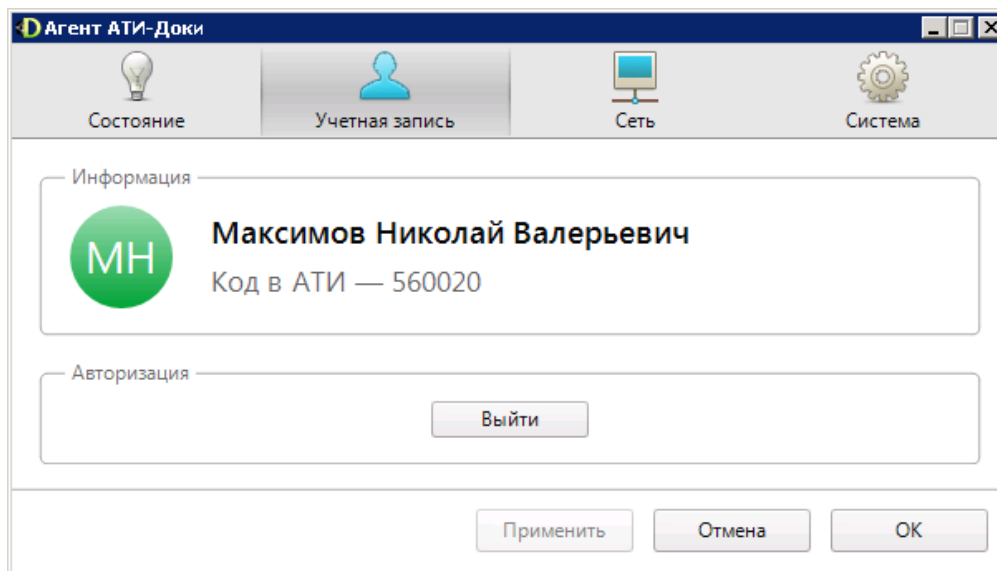 Агент АТИ-Доки
Состояние
Учетная запись
Сеть
Система
Информация
МН
Максимов Николай Валерьевич
Код в АТИ — 560020
Авторизация
Выйти
Применить
Отмена
ОК